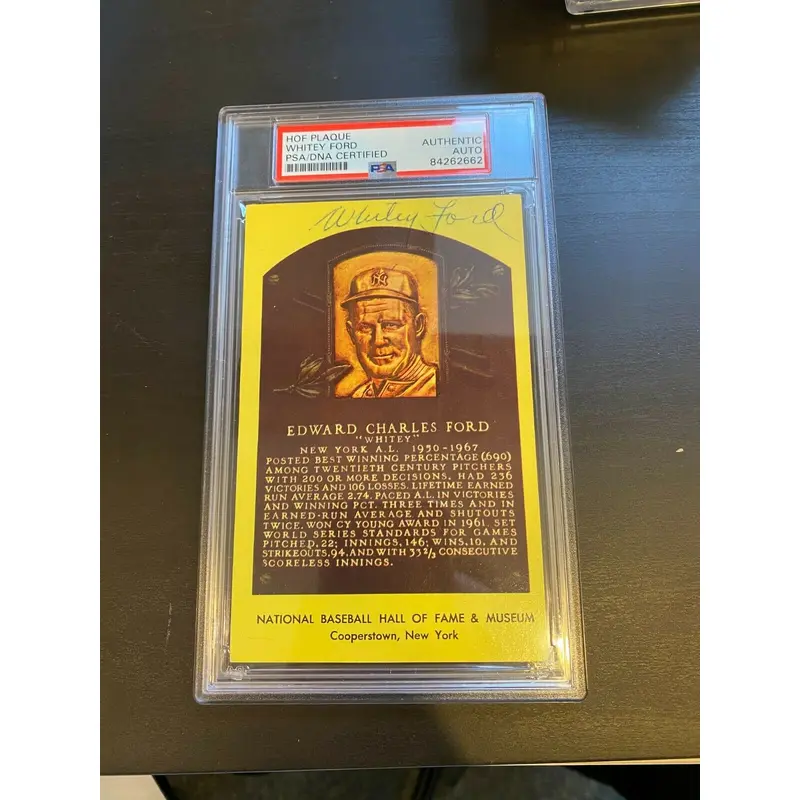 HOF PLAQUE
WHITEY FORD
PSA/DNA CERTIFIED
AUTHENTIC
AUTO
84262662
PSA
Whitey Ford
NY
EDWARD CHARLES FORD
"WHITEY"
NEW YORK A.L. 1950-1967
POSTED BEST WINNING PERCENTAGE (.690)
AMONG TWENTIETH CENTURY PITCHERS
WITH 200 OR MORE DECISIONS. HAD 236
VICTORIES AND 106 LOSSES. LIFETIME EARNED
RUN AVERAGE 2.74. PACED A.L. IN VICTORIES
AND WINNING PCT. THREE TIMES AND IN
EARNED-RUN AVERAGE AND SHUTOUTS
TWICE. WON CY YOUNG AWARD IN 1961. SET
WORLD SERIES STANDARDS FOR GAMES
PITCHED, 22; INNINGS, 146; WINS, 10, AND
STRIKEOUTS, 94, AND WITH 33 2/3 CONSECUTIVE
SCORELESS INNINGS.
NATIONAL BASEBALL HALL OF FAME & MUSEUM
Cooperstown, New York